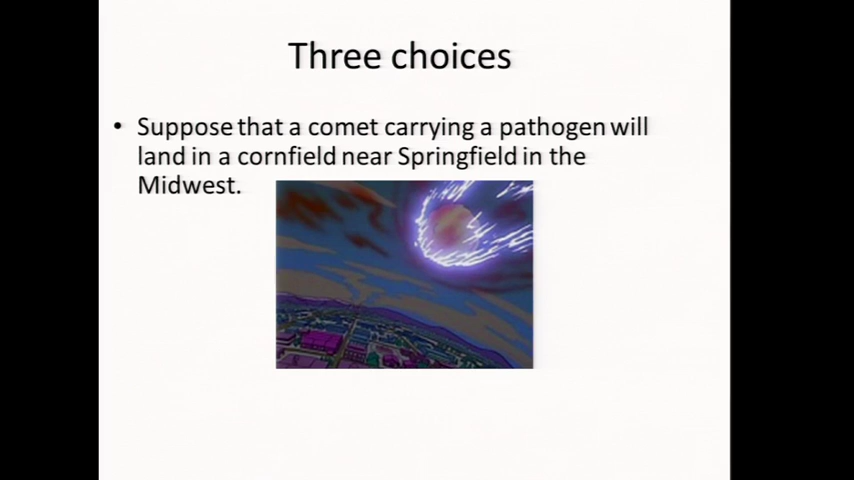 Three choices
• Suppose that a comet carrying a pathogen will
land in a cornfield near Springfield in the
Midwest.